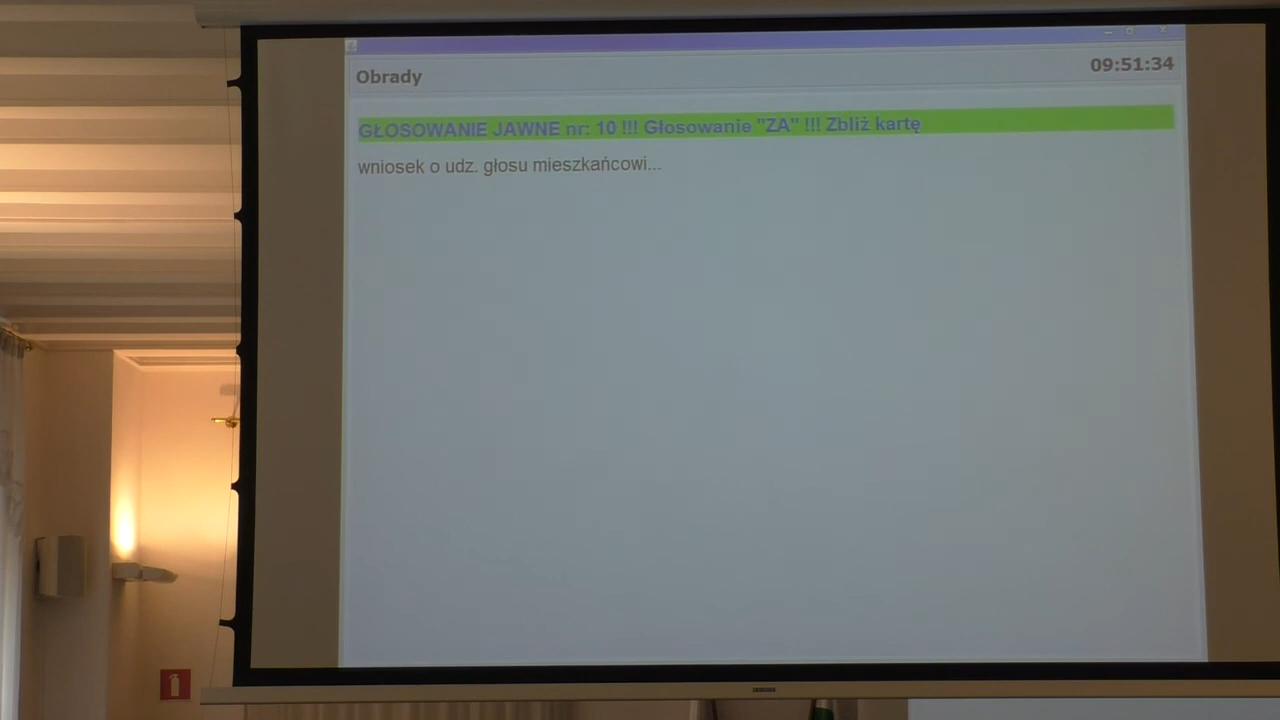 Obrady
09:51:34
GŁOSOWANIE JAWNE nr: 10 !!! Głosowanie "ZA" !!! Zbliż kartę
wniosek o udz. głosu mieszkańcowi...